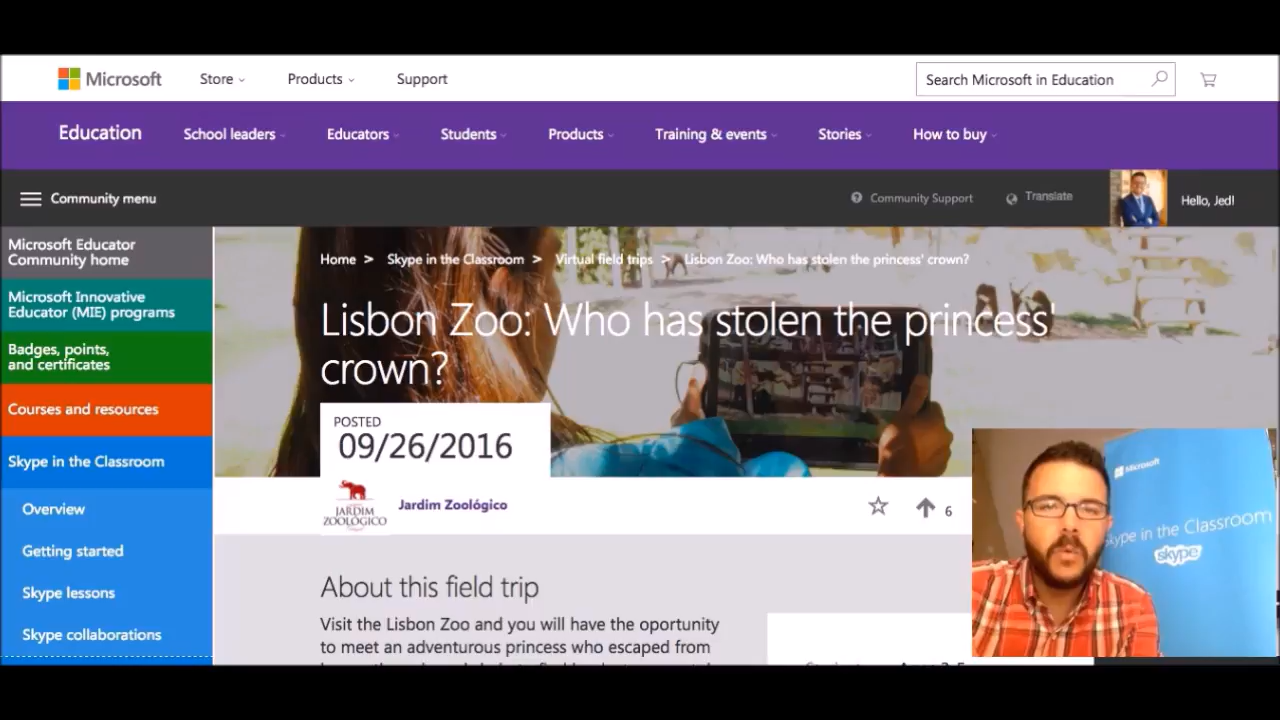 Microsoft Store Products Support Search Microsoft in Education
Education School leaders Educators Students Products Training & events Stories How to buy
Community menu Community Support Translate Hello, Jed!
Microsoft Educator
Community home
Microsoft Innovative
Educator (MIE) programs
Badges, points,
and certificates
Courses and resources
Skype in the Classroom
Overview
Getting started
Skype lessons
Skype collaborations
Home > Skype in the Classroom > Virtual field trips > Lisbon Zoo: Who has stolen the princess' crown?
Lisbon Zoo: Who has stolen the princess'
crown?
POSTED
09/26/2016
JARDIM
ZOOLÓGICO
Jardim Zoológico
6
About this field trip
Visit the Lisbon Zoo and you will have the opportunity
to meet an adventurous princess who escaped from
Microsoft
Skype in the Classroom
skype